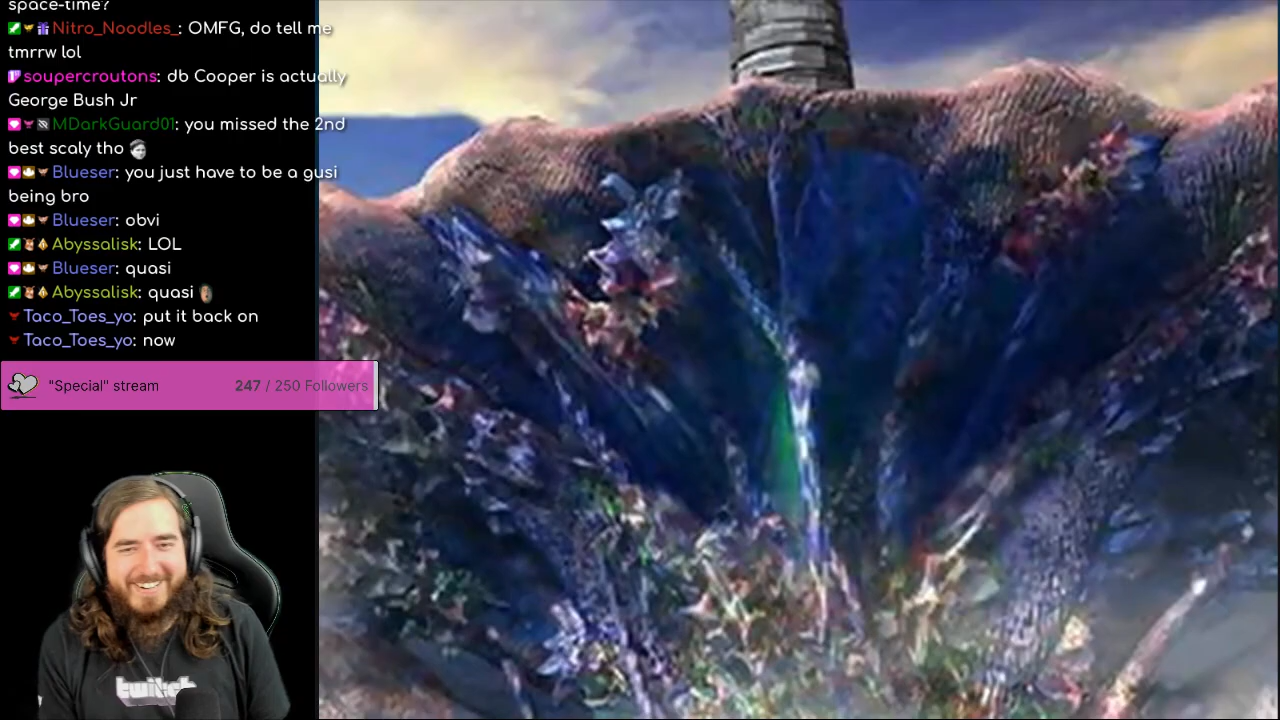 space-time?
Nitro_Noodles_: OMFG, do tell me
tmrrw lol
soupercroutons: db Cooper is actually
George Bush Jr
MDarkGuard01: you missed the 2nd
best scaly tho
Blueser: you just have to be a gusi
being bro
Blueser: obvi
Abyssalisk: LOL
Blueser: quasi
Abyssalisk: quasi
Taco_Toes_yo: put it back on
Taco_Toes_yo: now
"Special" stream 247 / 250 Followers
twitch